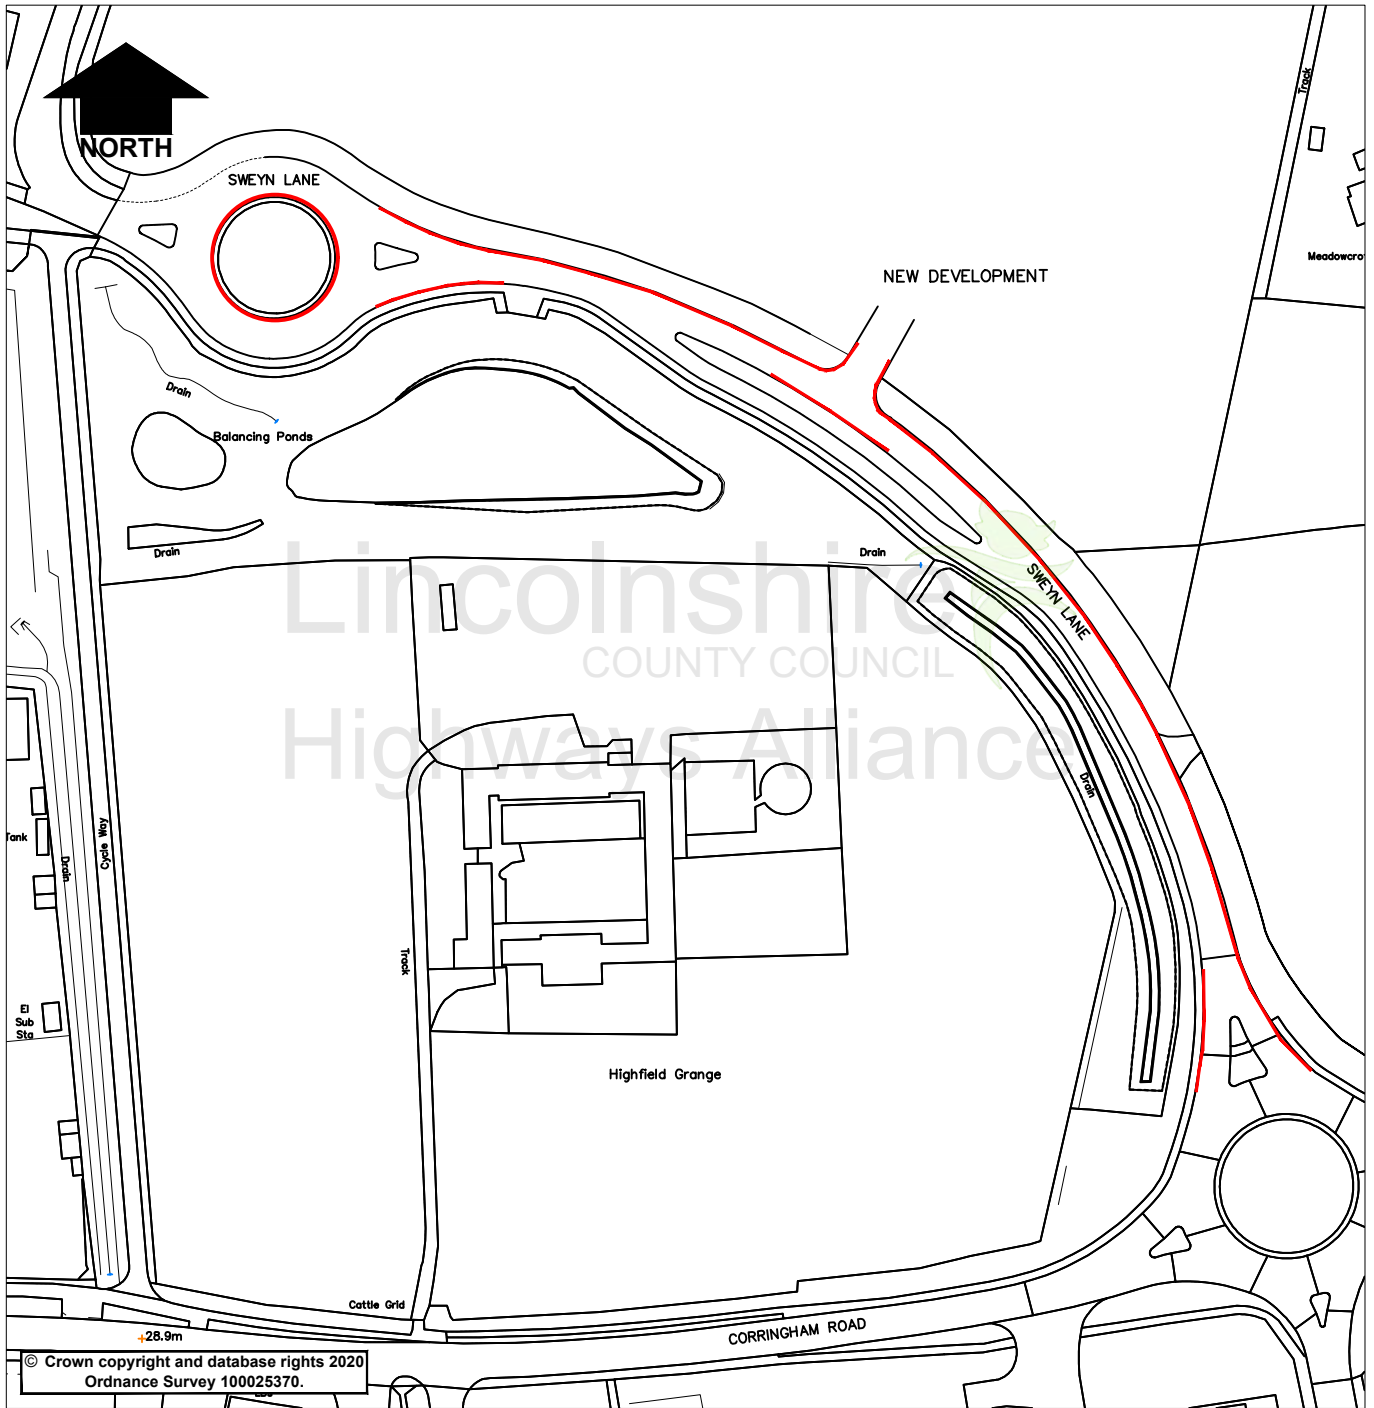 Track
NORTH
SWEYN LANE
NEW DEVELOPMENT
Drain
Balancing Ponds
Drain
Drain
Lincolnshire
COUNTY COUNCIL
Highways Alliance
SWEYN LANE
Drain
Tank
Drain
Cycle Way
Track
El
Sub
Sta
Highfield Grange
Cattle Grid
CORRINGHAM ROAD
+28.9m
© Crown copyright and database rights 2020
Ordnance Survey 100025370.